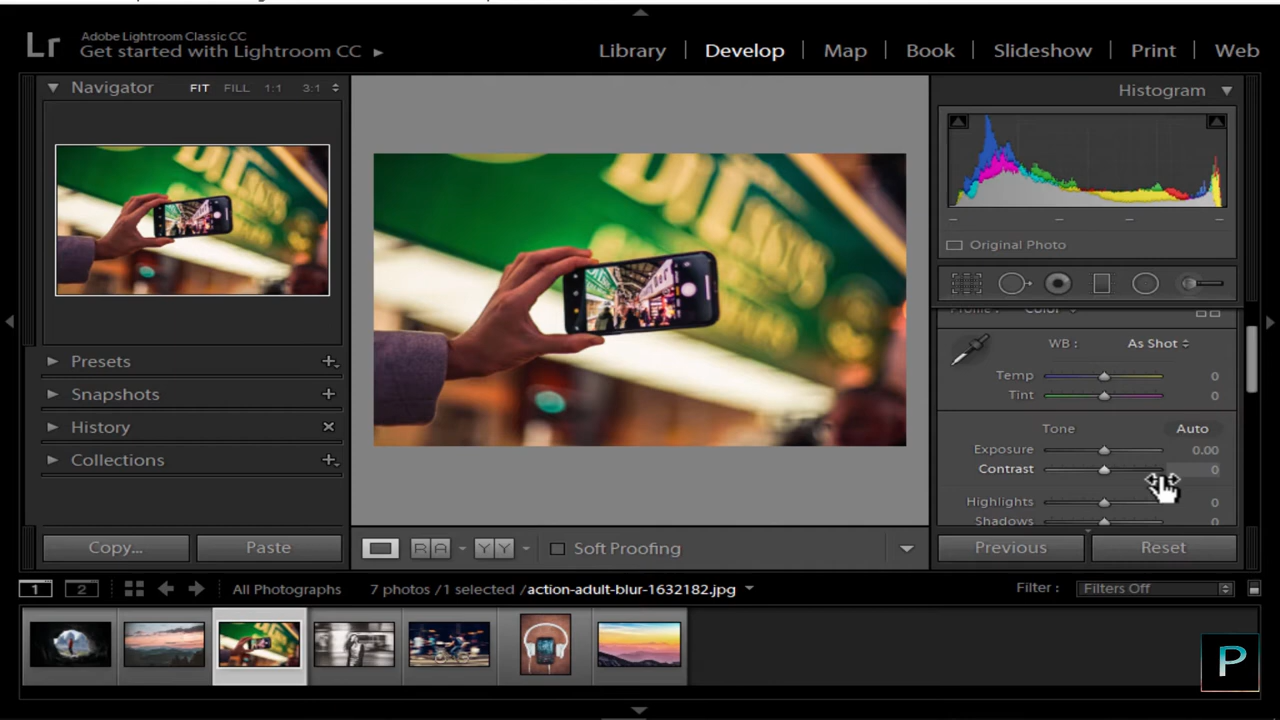 Lr
Adobe Lightroom Classic CC
Get started with Lightroom CC
Library
Develop
Map
Book
Slideshow
Print
Web
Navigator
FIT FILL 1:1 3:1
Histogram
Original Photo
Presets
Snapshots
History
Collections
Color
WB :
As Shot
Temp 0
Tint 0
Tone
Auto
Exposure 0.00
Contrast 0
Highlights 0
Shadows 0
Copy...
Paste
R A
Y Y
Soft Proofing
Previous
Reset
1
2
All Photographs
7 photos /1 selected /action-adult-blur-1632182.jpg
Filter :
Filters Off
P